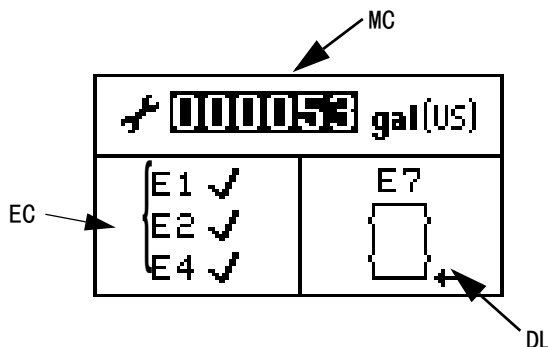 MC
000053 gal(US)
E1 ✓ E7
EC
E2 ✓
E4 ✓
DL